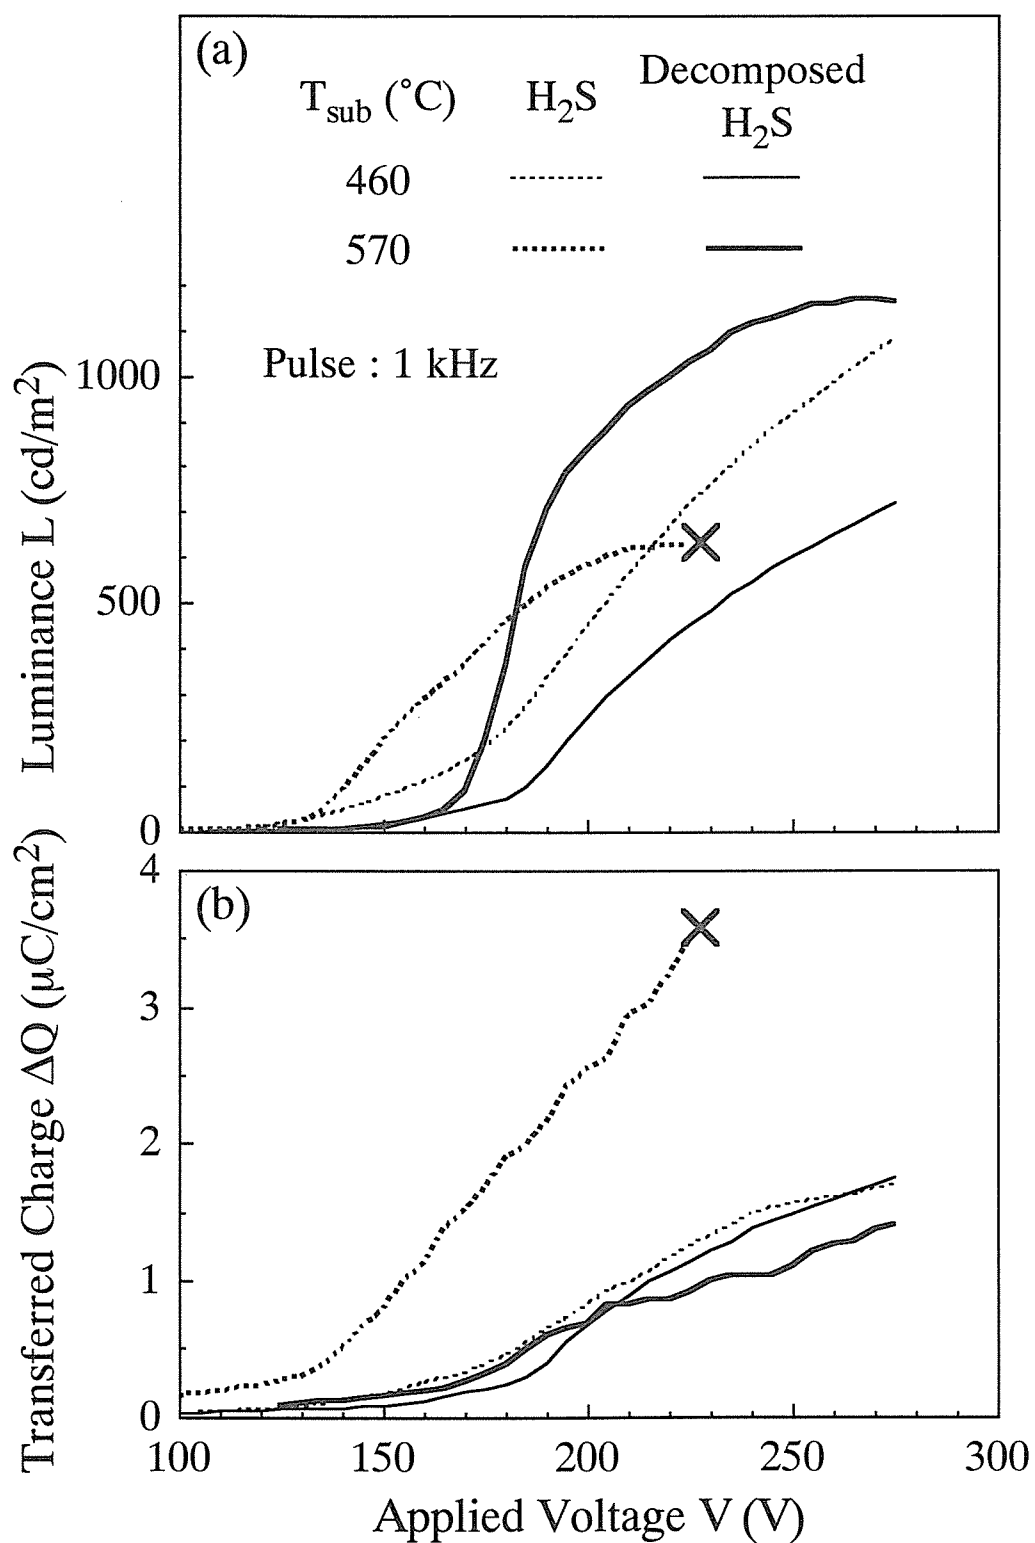 (a)
T_sub (˚C) H₂S Decomposed H₂S
460
570
Pulse : 1 kHz
Luminance L (cd/m²)
1000
500
0
(b)
Transferred Charge ΔQ (μC/cm²)
4
3
2
1
0
100 150 200 250 300
Applied Voltage V (V)